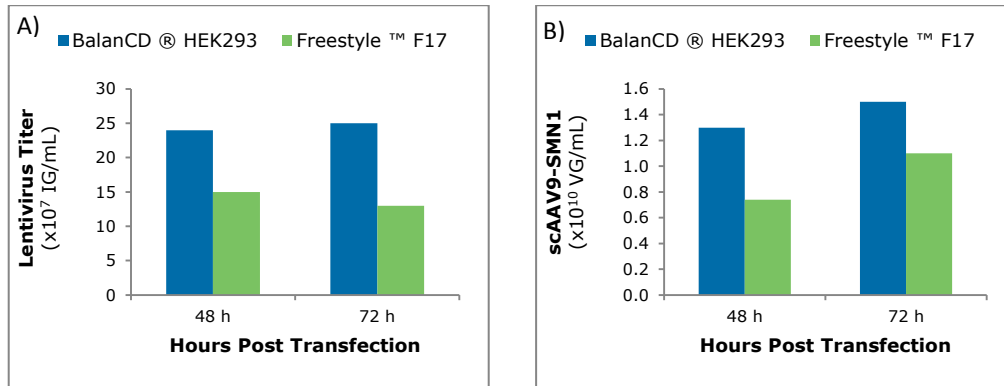 A)
BalanCD ® HEK293 Freestyle ™ F17
30
25
20
15
10
5
0
Lentivirus Titer
(x10⁷ IG/mL)
48 h 72 h
Hours Post Transfection
B)
BalanCD ® HEK293 Freestyle ™ F17
1.6
1.4
1.2
1.0
0.8
0.6
0.4
0.2
0.0
scAAV9-SMN1
(x10¹⁰ VG/mL)
48 h 72 h
Hours Post Transfection